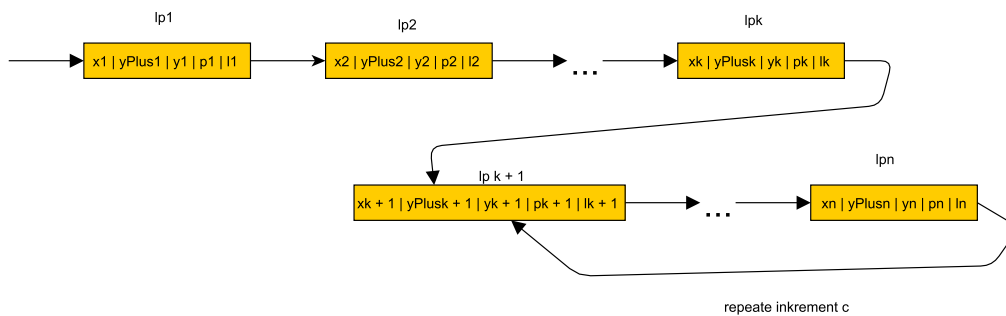 lp1
lp2
lpk
x1 | yPlus1 | y1 | p1 | l1
x2 | yPlus2 | y2 | p2 | l2
...
xk | yPlusk | yk | pk | lk
lp k + 1
lpn
xk + 1 | yPlusk + 1 | yk + 1 | pk + 1 | lk + 1
...
xn | yPlusn | yn | pn | ln
repeate inkrement c